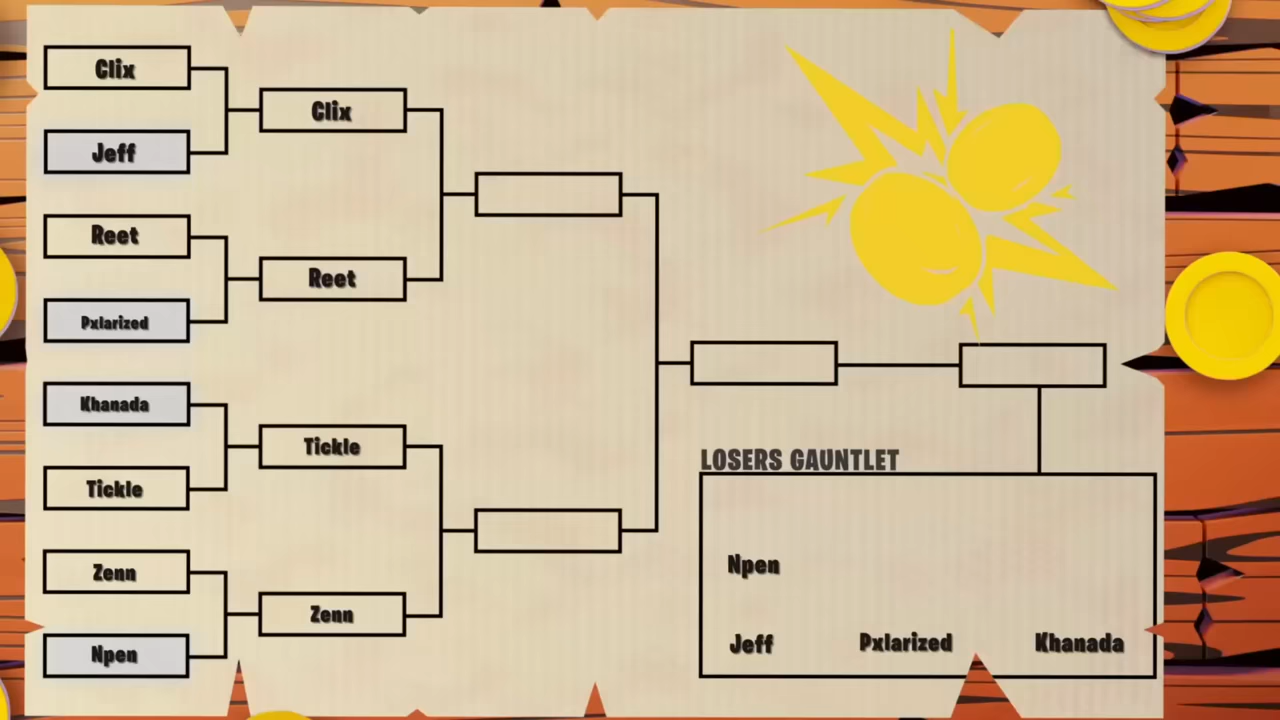 Clix
Jeff
Reet
Pxlarized
Khanada
Tickle
Zenn
Npen
Clix
Reet
Tickle
Zenn
LOSERS GAUNTLET
Npen
Jeff Pxlarized Khanada